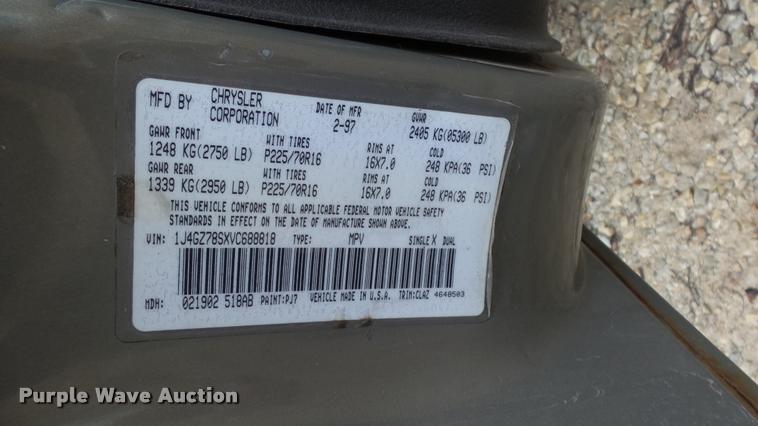 MFD BY CHRYSLER CORPORATION DATE OF MFR 2-97 GVWR 2405 KG(05300 LB)
GAWR FRONT WITH TIRES RIMS AT COLD
1248 KG(2750 LB) P225/70R16 16X7.0 248 KPA(36 PSI)
GAWR REAR WITH TIRES RIMS AT COLD
1339 KG(2950 LB) P225/70R16 16X7.0 248 KPA(36 PSI)
THIS VEHICLE CONFORMS TO ALL APPLICABLE FEDERAL MOTOR VEHICLE SAFETY
STANDARDS IN EFFECT ON THE DATE OF MANUFACTURE SHOWN ABOVE.
VIN: 1J4GZ78SXVC688818 TYPE: MPV SINGLE X DUAL
MDH: 021902 518AB PAINT:PJ7 VEHICLE MADE IN U.S.A. TRIM:CLAZ 4648503
Purple Wave Auction